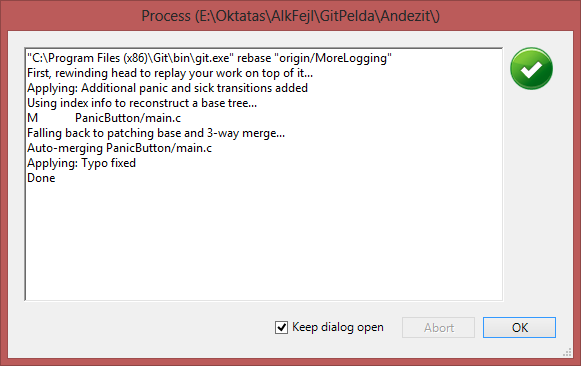 Process (E:\Oktatas\AlkFejl\GitPelda\Andezit\)
"C:\Program Files (x86)\Git\bin\git.exe" rebase "origin/MoreLogging"
First, rewinding head to replay your work on top of it...
Applying: Additional panic and sick transitions added
Using index info to reconstruct a base tree...
M PanicButton/main.c
Falling back to patching base and 3-way merge...
Auto-merging PanicButton/main.c
Applying: Typo fixed
Done
Keep dialog open
Abort
OK